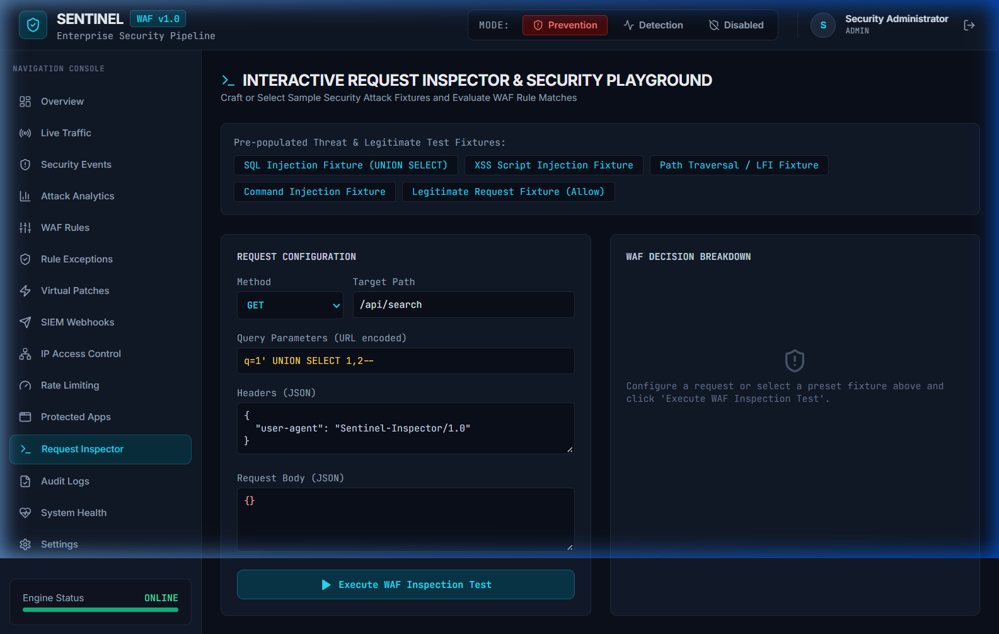 SENTINEL WAF v1.0
Enterprise Security Pipeline
MODE: Prevention Detection Disabled
S
Security Administrator
ADMIN
NAVIGATION CONSOLE
Overview
Live Traffic
Security Events
Attack Analytics
WAF Rules
Rule Exceptions
Virtual Patches
SIEM Webhooks
IP Access Control
Rate Limiting
Protected Apps
Request Inspector
Audit Logs
System Health
Settings
Engine Status ONLINE
INTERACTIVE REQUEST INSPECTOR & SECURITY PLAYGROUND
Craft or Select Sample Security Attack Fixtures and Evaluate WAF Rule Matches
Pre-populated Threat & Legitimate Test Fixtures:
SQL Injection Fixture (UNION SELECT) XSS Script Injection Fixture Path Traversal / LFI Fixture
Command Injection Fixture Legitimate Request Fixture (Allow)
REQUEST CONFIGURATION
Method Target Path
GET /api/search
Query Parameters (URL encoded)
q=1' UNION SELECT 1,2--
Headers (JSON)
{
"user-agent": "Sentinel-Inspector/1.0"
}
Request Body (JSON)
{}
Execute WAF Inspection Test
WAF DECISION BREAKDOWN
Configure a request or select a preset fixture above and
click 'Execute WAF Inspection Test'.